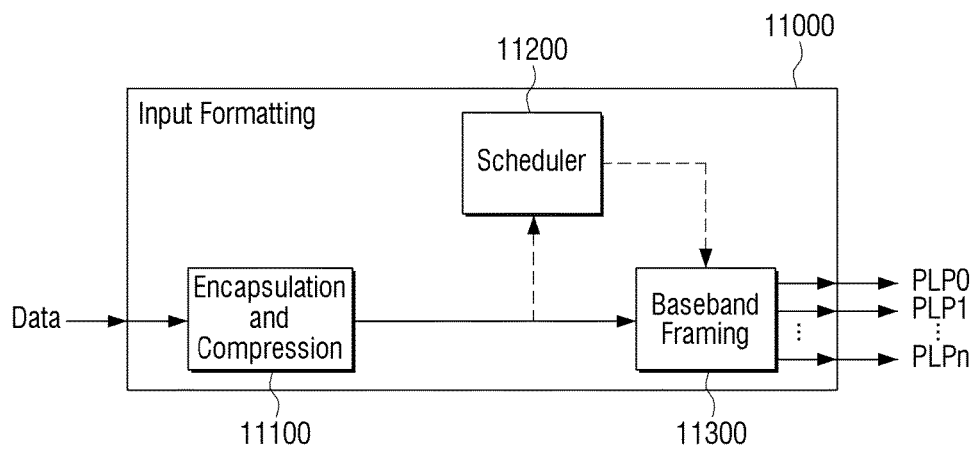 11000
11200
Input Formatting
Scheduler
Encapsulation
and
Compression
Data
Baseband
Framing
PLP0
PLP1
⋮
⋮
PLPn
11100
11300